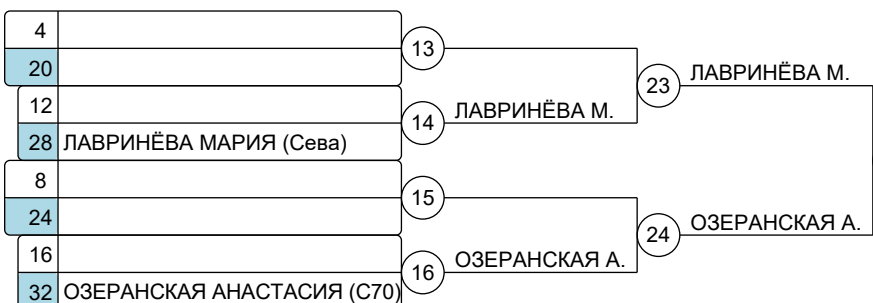 4
20
13
12
28 ЛАВРИНЁВА МАРИЯ (Сева)
14 ЛАВРИНЁВА М.
23 ЛАВРИНЁВА М.
8
24
15
16
32 ОЗЕРАНСКАЯ АНАСТАСИЯ (С70)
16 ОЗЕРАНСКАЯ А.
24 ОЗЕРАНСКАЯ А.